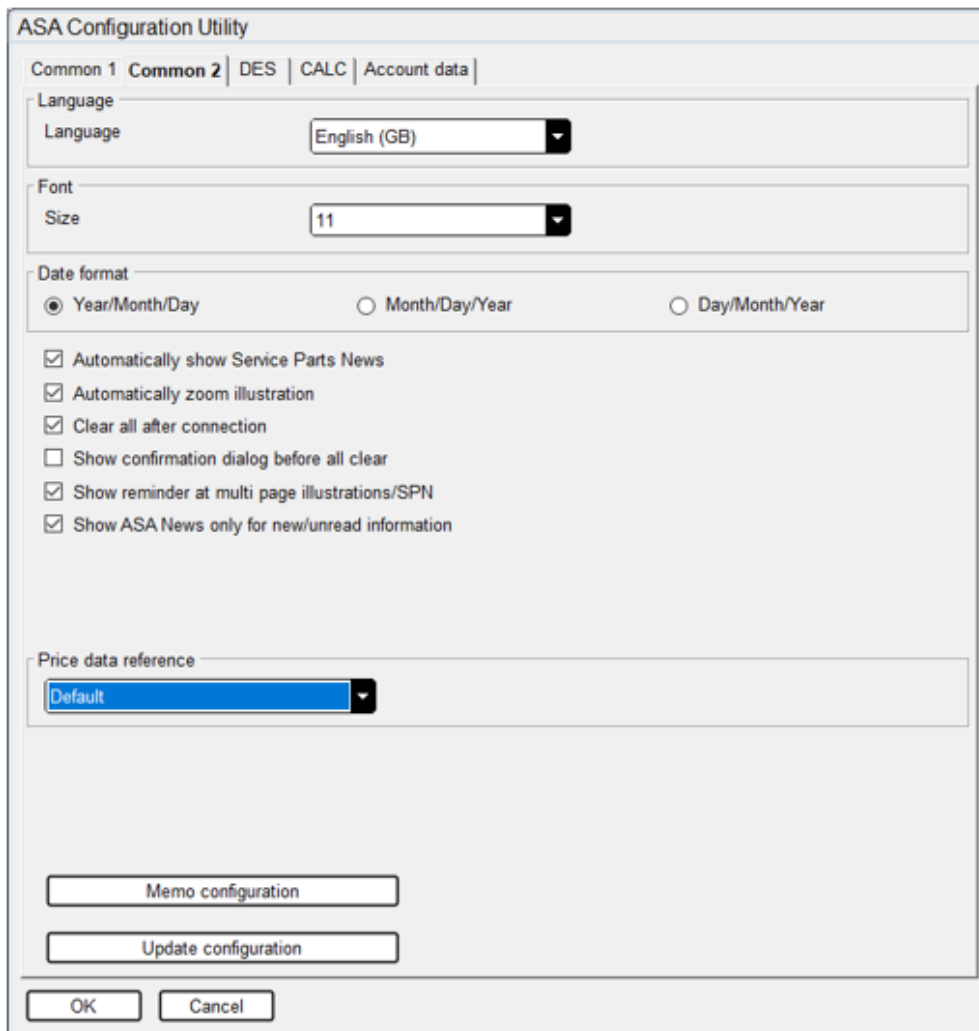 ASA Configuration Utility
Common 1 Common 2 DES CALC Account data
Language
Language English (GB)
Font
Size 11
Date format
Year/Month/Day Month/Day/Year Day/Month/Year
Automatically show Service Parts News
Automatically zoom illustration
Clear all after connection
Show confirmation dialog before all clear
Show reminder at multi page illustrations/SPN
Show ASA News only for new/unread information
Price data reference
Default
Memo configuration
Update configuration
OK Cancel